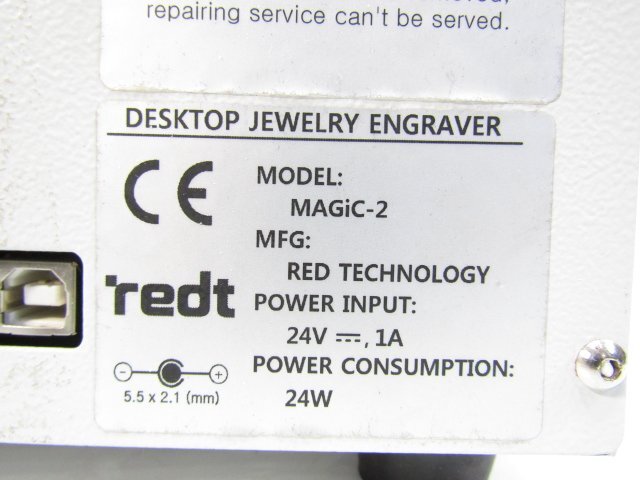 repairing service can't be served.
DESKTOP JEWELRY ENGRAVER
CE
MODEL:
MAGiC-2
MFG:
RED TECHNOLOGY
redt
POWER INPUT:
24V ⎓, 1A
POWER CONSUMPTION:
24W
- +
5.5 x 2.1 (mm)